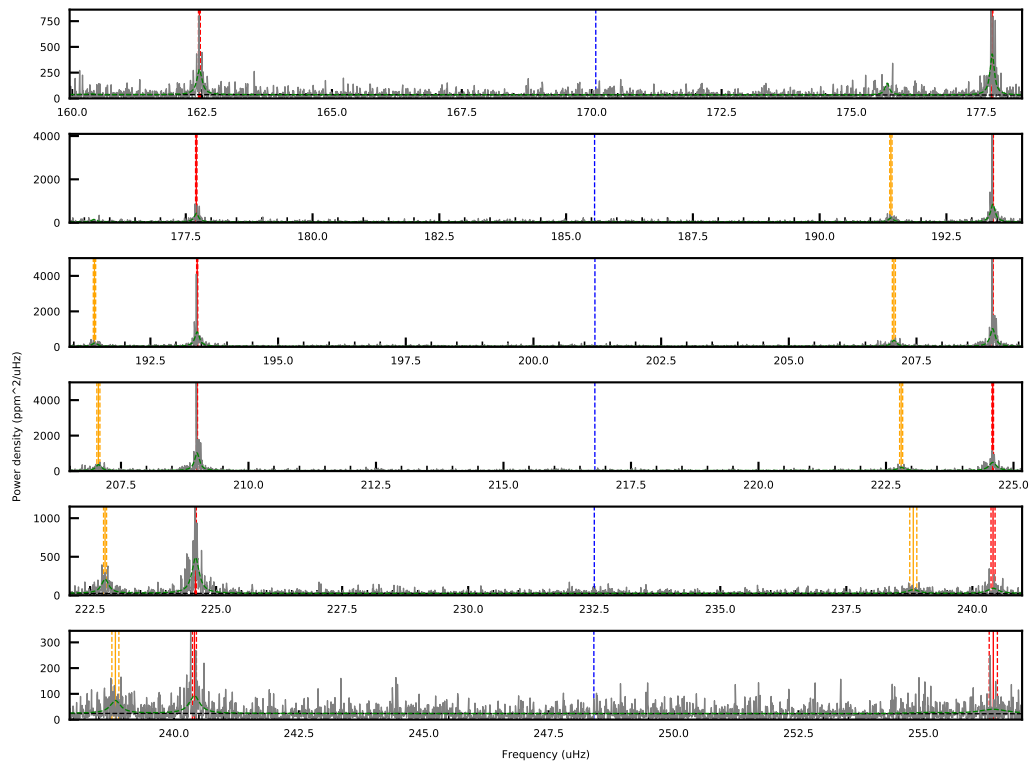 750
500
250
0
160.0 162.5 165.0 167.5 170.0 172.5 175.0 177.5
4000
2000
0
177.5 180.0 182.5 185.0 187.5 190.0 192.5
4000
2000
0
192.5 195.0 197.5 200.0 202.5 205.0 207.5
Power density (ppm^2/uHz)
4000
2000
0
207.5 210.0 212.5 215.0 217.5 220.0 222.5 225.0
1000
500
0
222.5 225.0 227.5 230.0 232.5 235.0 237.5 240.0
300
200
100
0
240.0 242.5 245.0 247.5 250.0 252.5 255.0
Frequency (uHz)